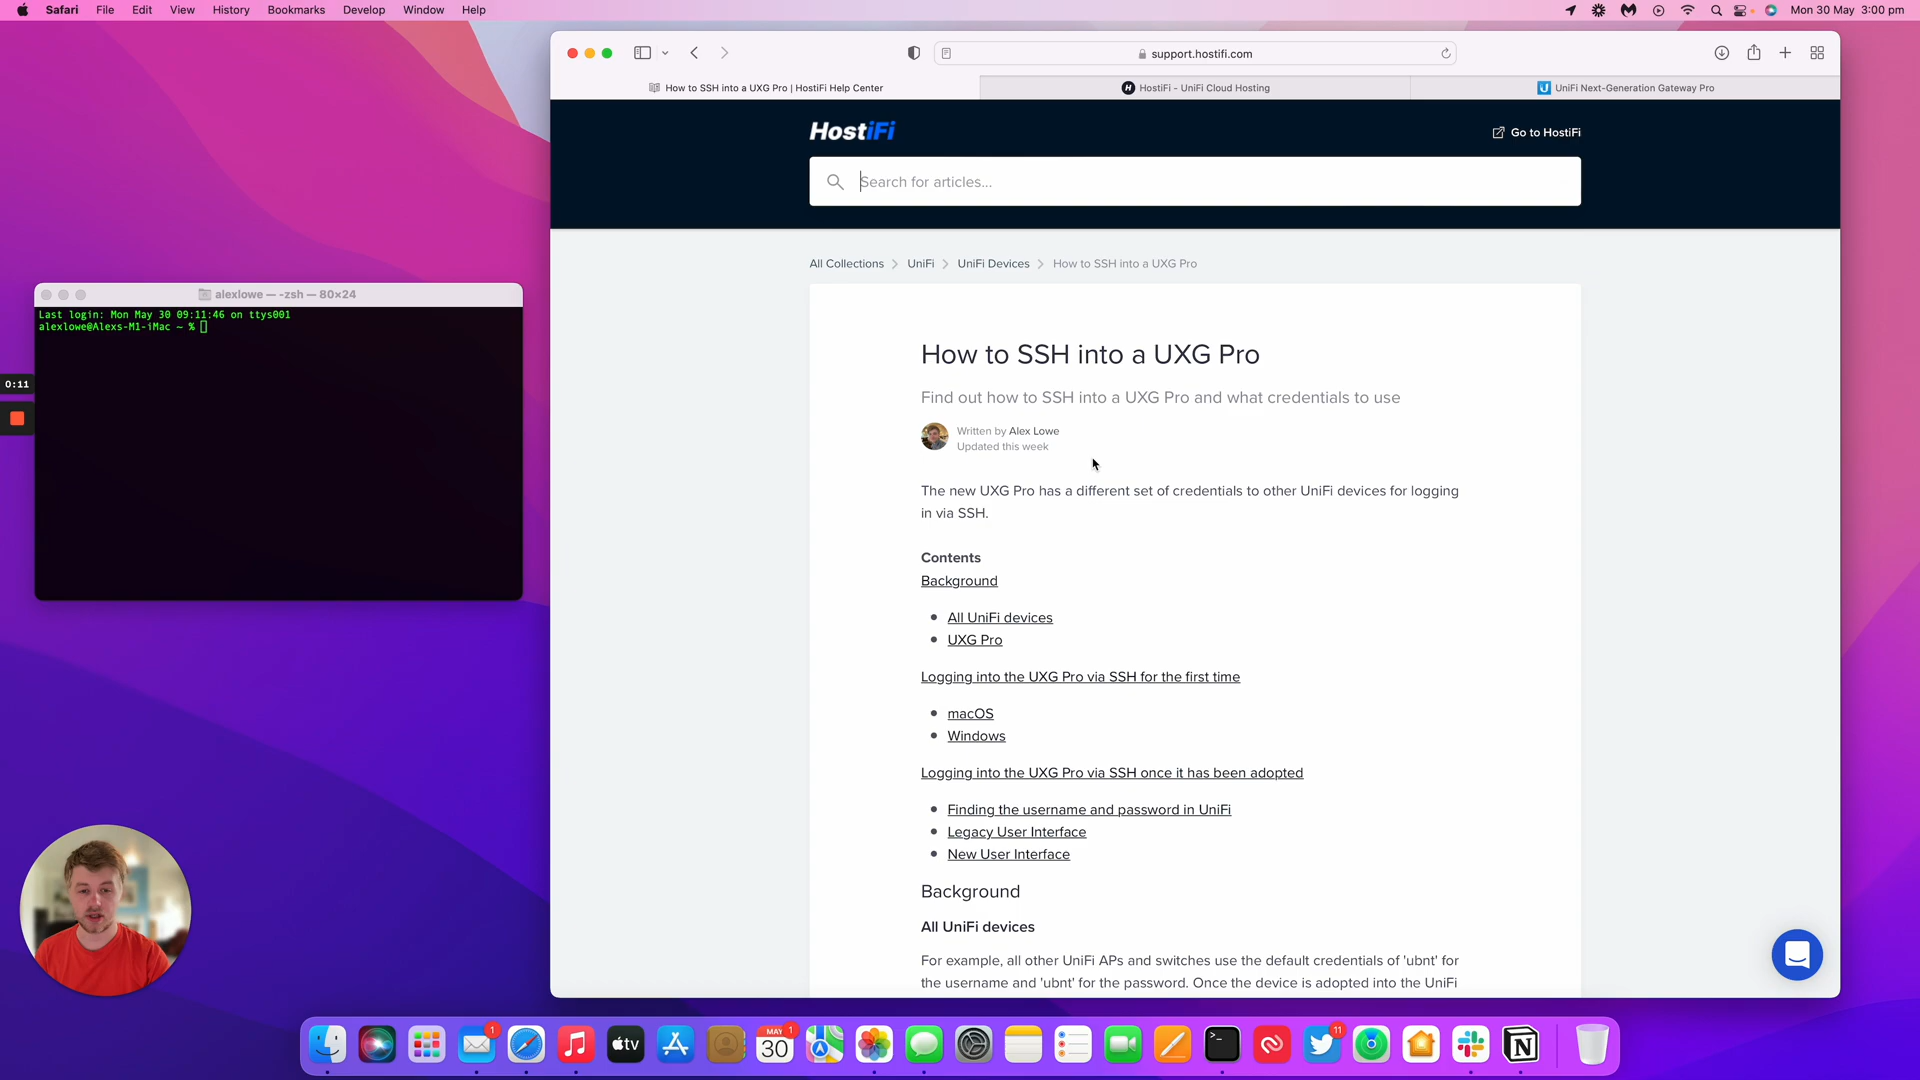 Safari File Edit View History Bookmarks Develop Window Help
Mon 30 May 3:00 pm
support.hostifi.com
How to SSH into a UXG Pro | HostiFi Help Center
HostiFi - UniFi Cloud Hosting
UniFi Next-Generation Gateway Pro
HostiFi
Go to HostiFi
Search for articles...
All Collections
UniFi
UniFi Devices
How to SSH into a UXG Pro
alexlowe — -zsh — 80×24
Last login: Mon May 30 09:11:46 on ttys001
alexlowe@Alexs-M1-iMac ~ %
0:11
How to SSH into a UXG Pro
Find out how to SSH into a UXG Pro and what credentials to use
Written by Alex Lowe
Updated this week
The new UXG Pro has a different set of credentials to other UniFi devices for logging
in via SSH.
Contents
Background
All UniFi devices
UXG Pro
Logging into the UXG Pro via SSH for the first time
macOS
Windows
Logging into the UXG Pro via SSH once it has been adopted
Finding the username and password in UniFi
Legacy User Interface
New User Interface
Background
All UniFi devices
For example, all other UniFi APs and switches use the default credentials of 'ubnt' for
the username and 'ubnt' for the password. Once the device is adopted into the UniFi
1
tv
MAY
30
1
11